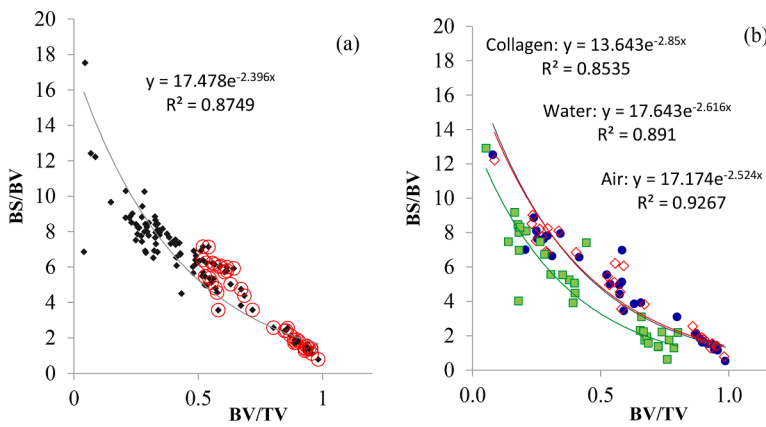 (a)
y = 17.478e-2.396x
R² = 0.8749
BS/BV
20
18
16
14
12
10
8
6
4
2
0
0
0.5
1
BV/TV
(b)
Collagen: y = 13.643e-2.85x
R² = 0.8535
Water: y = 17.643e-2.616x
R² = 0.891
Air: y = 17.174e-2.524x
R² = 0.9267
BS/BV
20
18
16
14
12
10
8
6
4
2
0
0.0
0.5
1.0
BV/TV